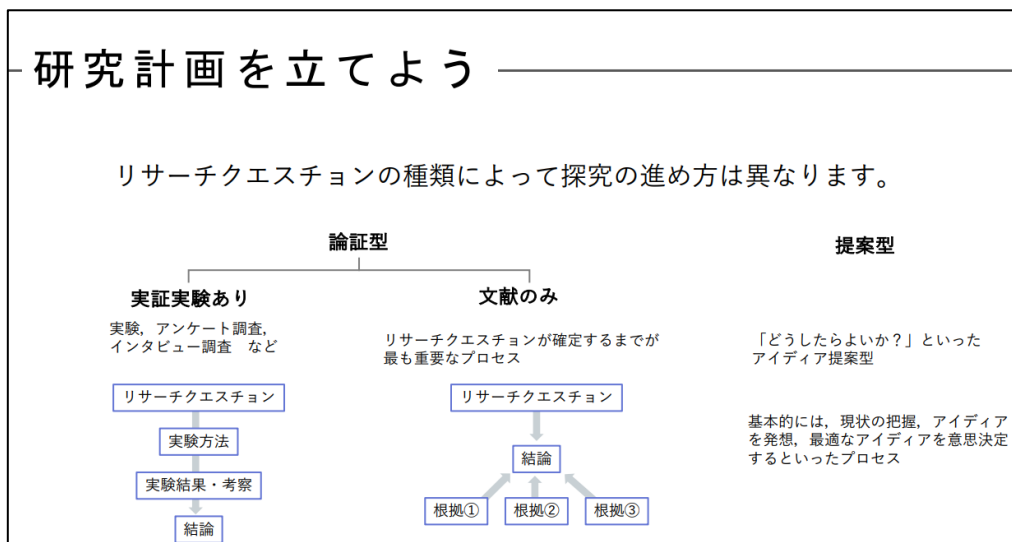 研究計画を立てよう
リサーチクエスチョンの種類によって探究の進め方は異なります。
論証型
実証実験あり
実験，アンケート調査，
インタビュー調査　など
リサーチクエスチョン
実験方法
実験結果・考察
結論
文献のみ
リサーチクエスチョンが確定するまでが
最も重要なプロセス
リサーチクエスチョン
結論
根拠①
根拠②
根拠③
提案型
「どうしたらよいか？」といった
アイディア提案型
基本的には，現状の把握，アイディア
を発想，最適なアイディアを意思決定
するといったプロセス